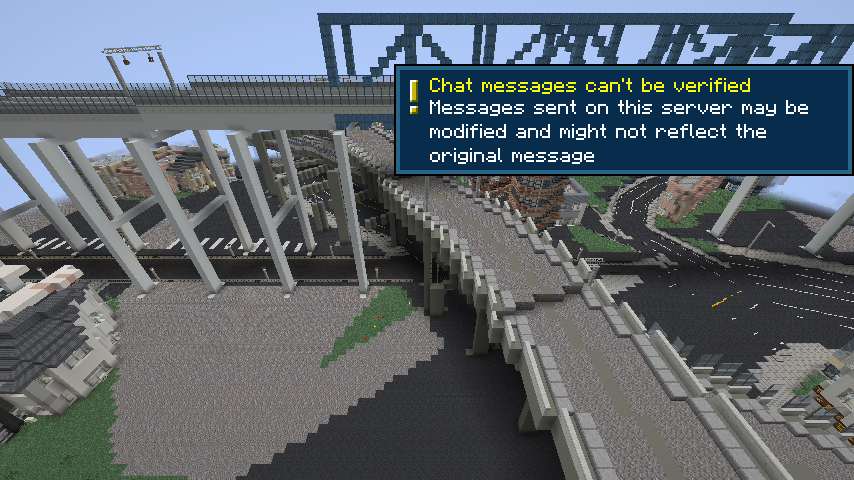 Chat messages can't be verified
Messages sent on this server may be
modified and might not reflect the
original message